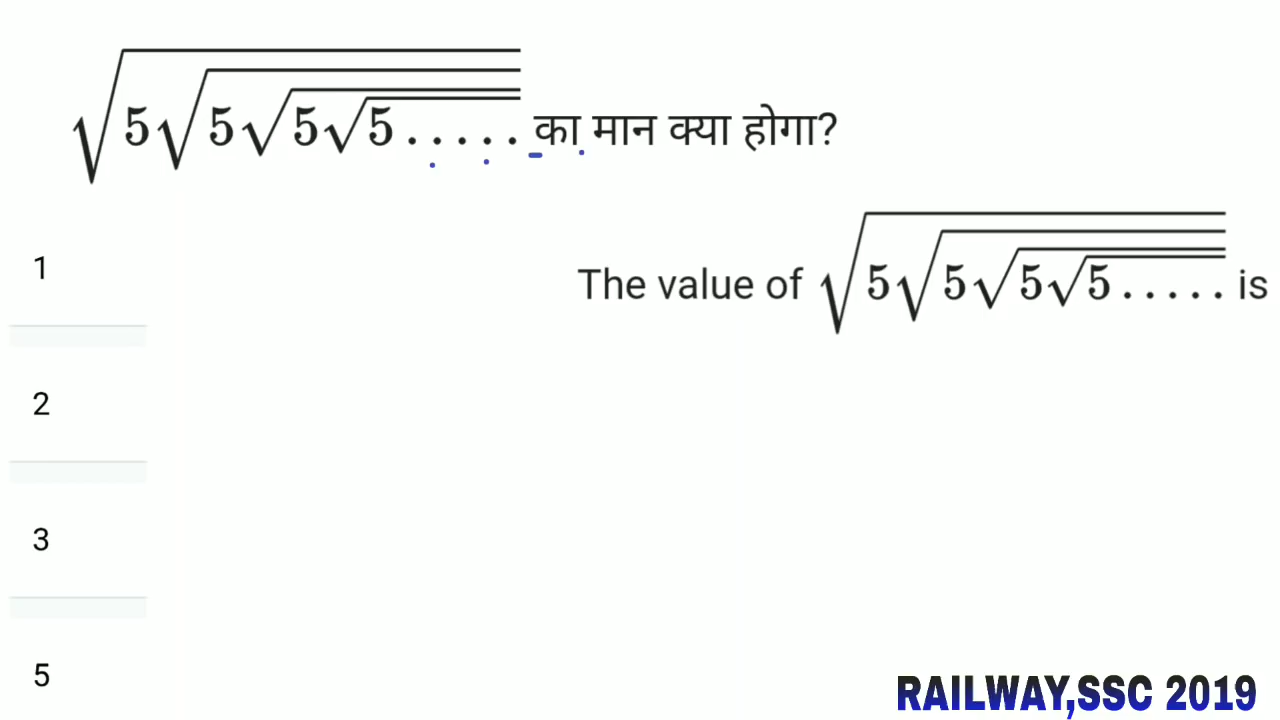 √5√5√5√5..... का मान क्या होगा?
The value of √5√5√5√5..... is
1
2
3
5
RAILWAY,SSC 2019